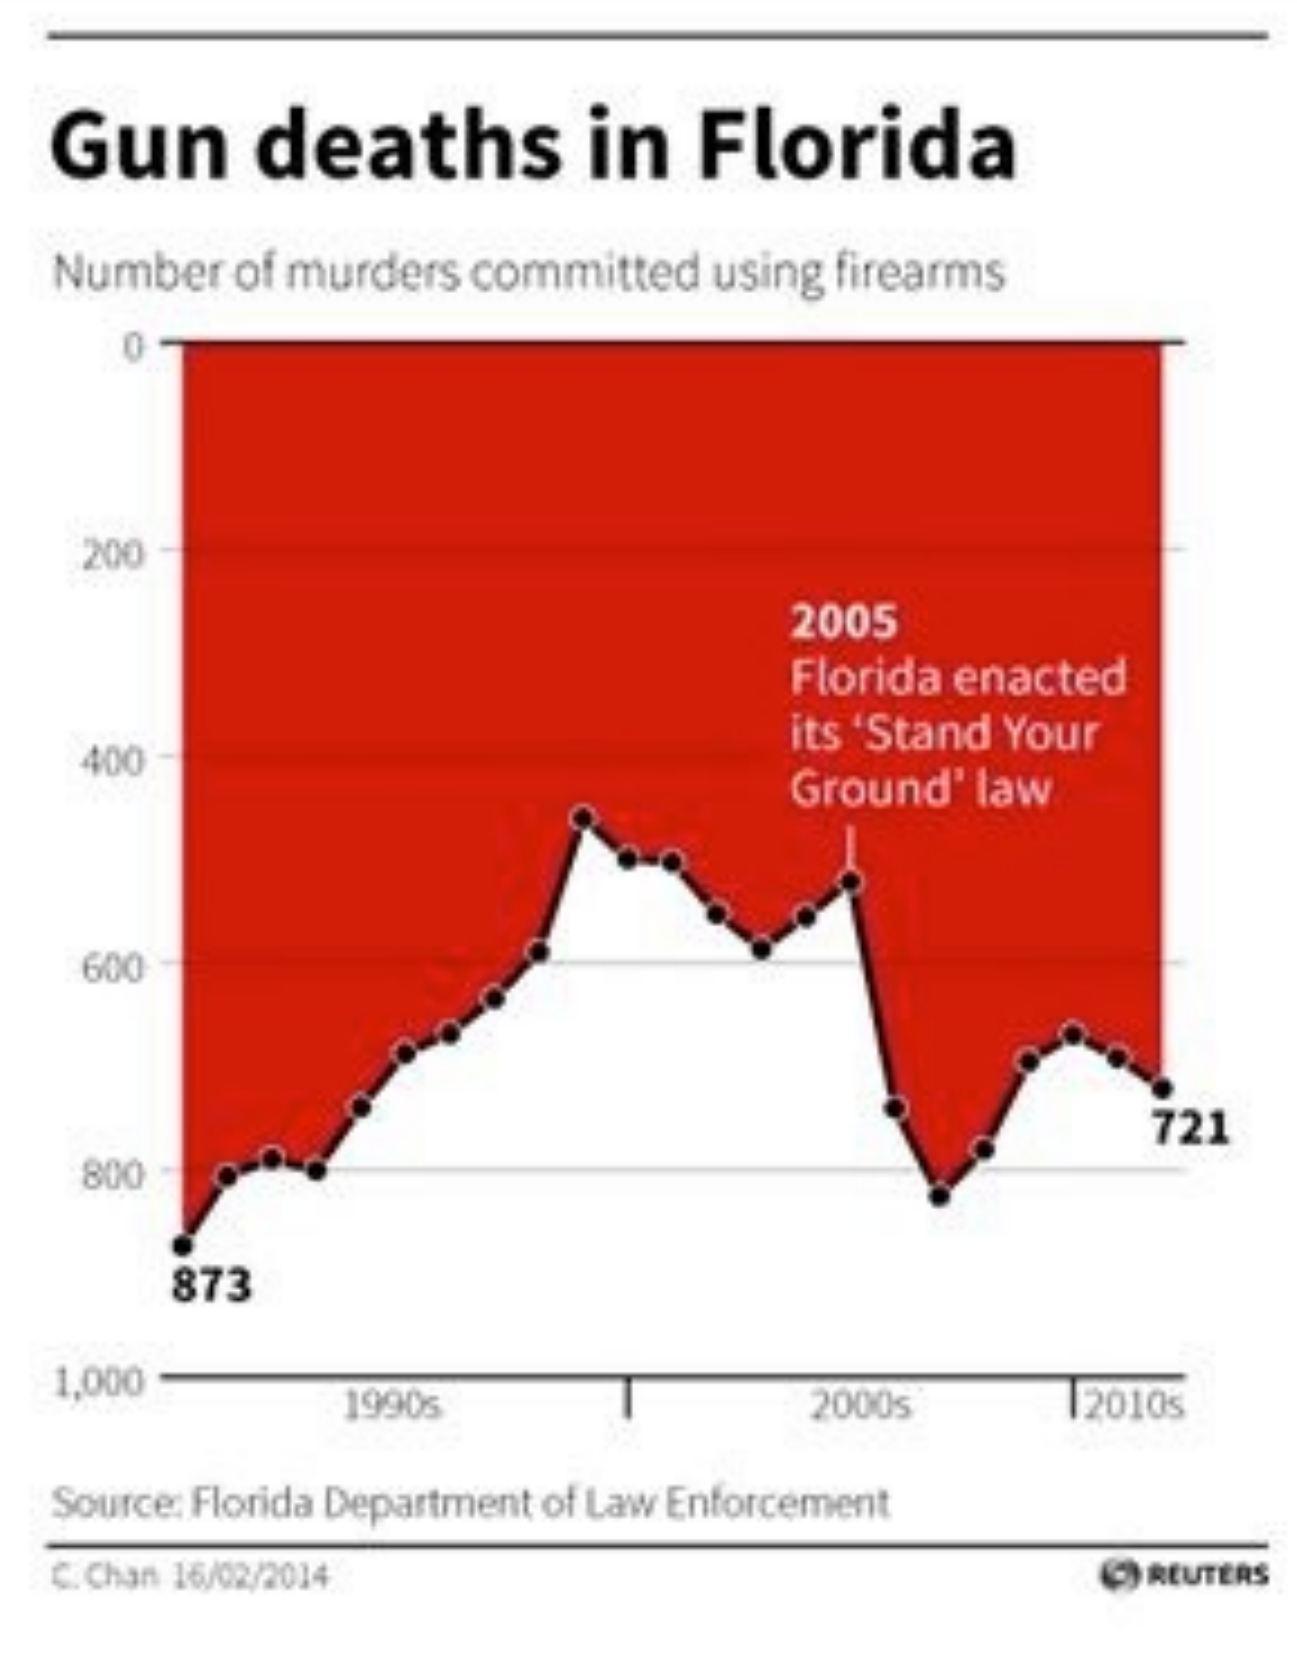 Gun deaths in Florida
Number of murders committed using firearms
0
200
2005
Florida enacted
its ‘Stand Your
Ground’ law
400
600
721
800
873
1,000
1990s 2000s 2010s
Source: Florida Department of Law Enforcement
C. Chan 16/02/2014 REUTERS